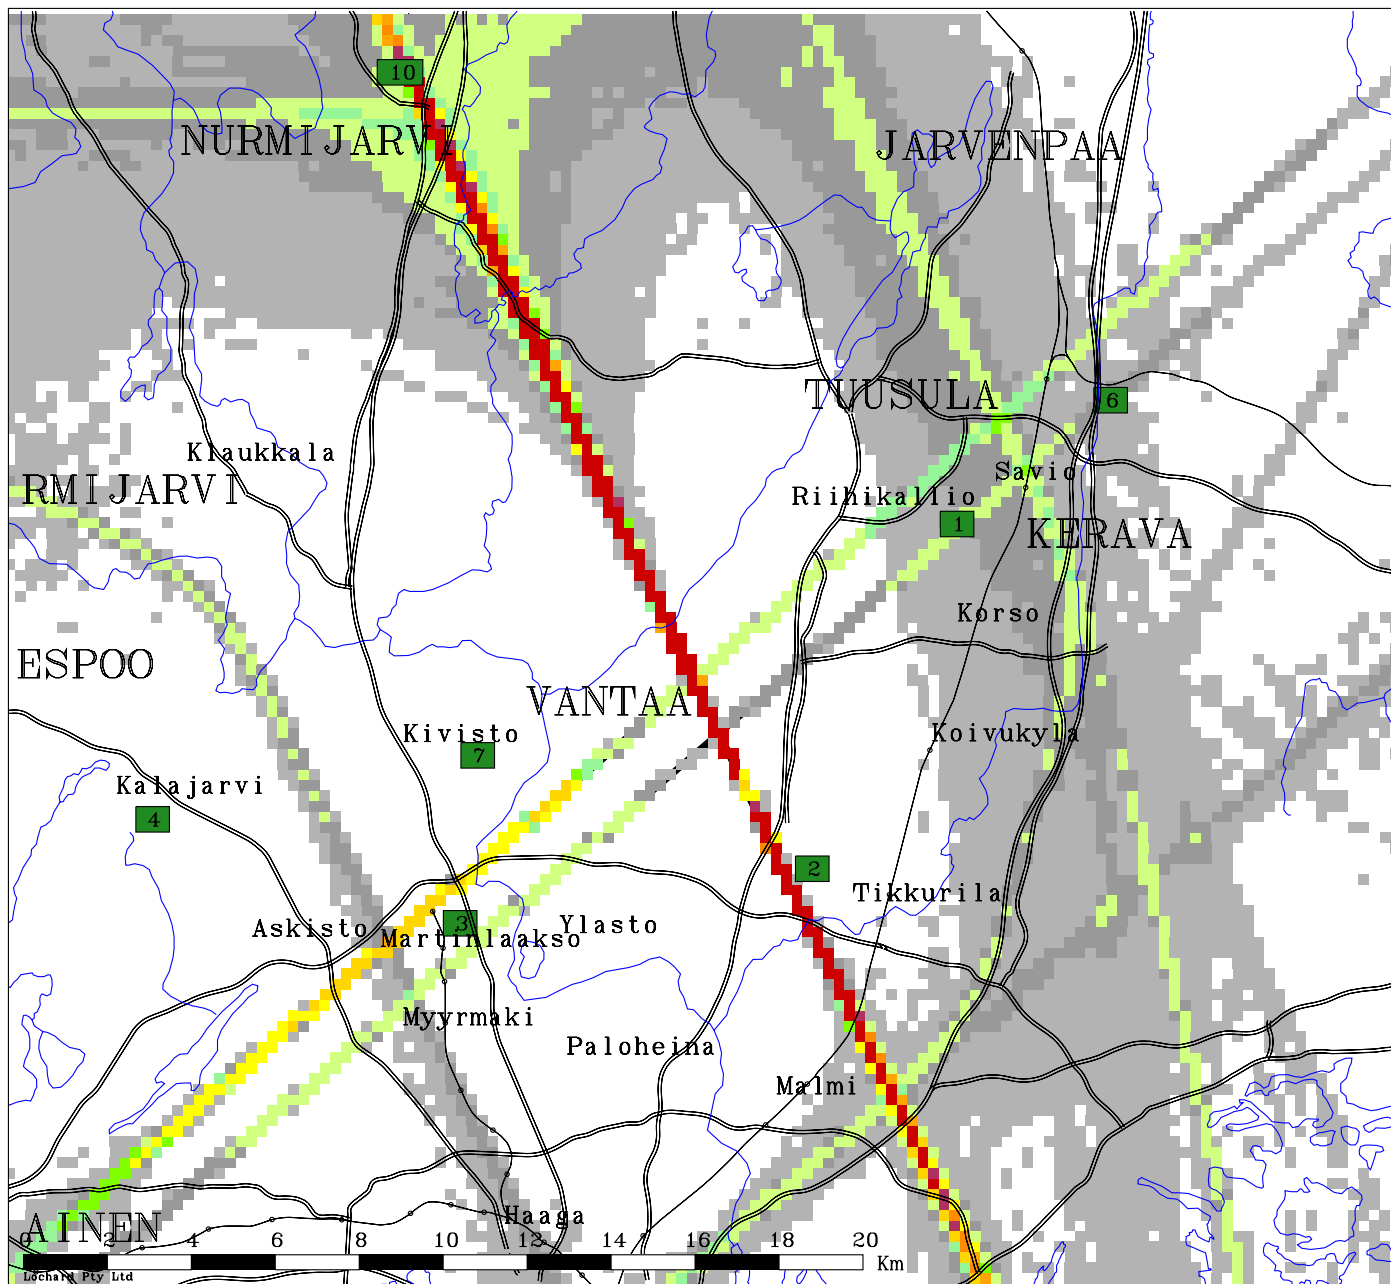 10
NURMIJARVI
JARVENPAA
TUUSULA
6
Klaukkala
RMIJARVI
Savio
Riihikallio
1
KERAVA
Korso
ESPOO
VANTAA
Kivisto
Koivukyla
7
Kalajarvi
4
2
Tikkurila
3
Askisto
Martinlaakso
Ylasto
Myyrmaki
Paloheina
Malmi
Haaga
AINEN
0 2 4 6 8 10 12 14 16 18 20 Km
Lochard Pty Ltd